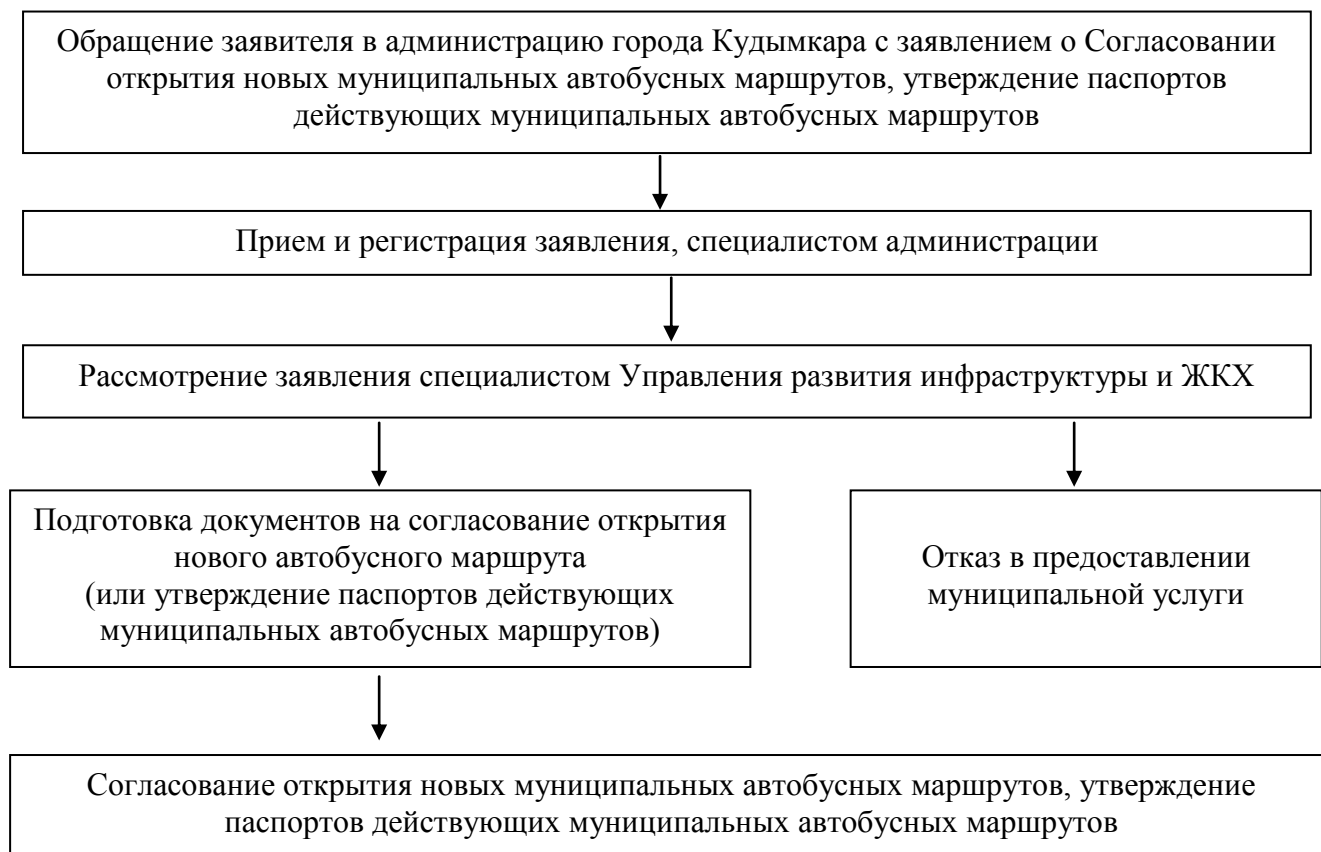 Обращение заявителя в администрацию города Кудымкара с заявлением о Согласовании
открытия новых муниципальных автобусных маршрутов, утверждение паспортов
действующих муниципальных автобусных маршрутов
Прием и регистрация заявления, специалистом администрации
Рассмотрение заявления специалистом Управления развития инфраструктуры и ЖКХ
Подготовка документов на согласование открытия
нового автобусного маршрута
(или утверждение паспортов действующих
муниципальных автобусных маршрутов)
Отказ в предоставлении
муниципальной услуги
Согласование открытия новых муниципальных автобусных маршрутов, утверждение
паспортов действующих муниципальных автобусных маршрутов